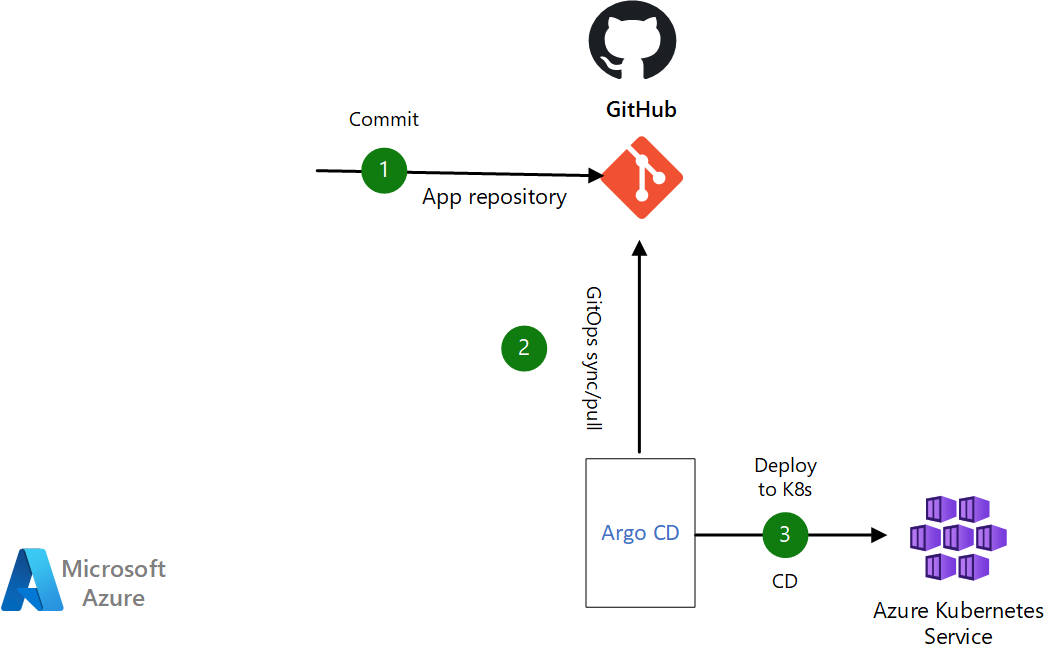 GitHub
Commit
1
App repository
GitOps sync/pull
2
Deploy
to K8s
Argo CD
3
CD
Microsoft
Azure
Azure Kubernetes
Service